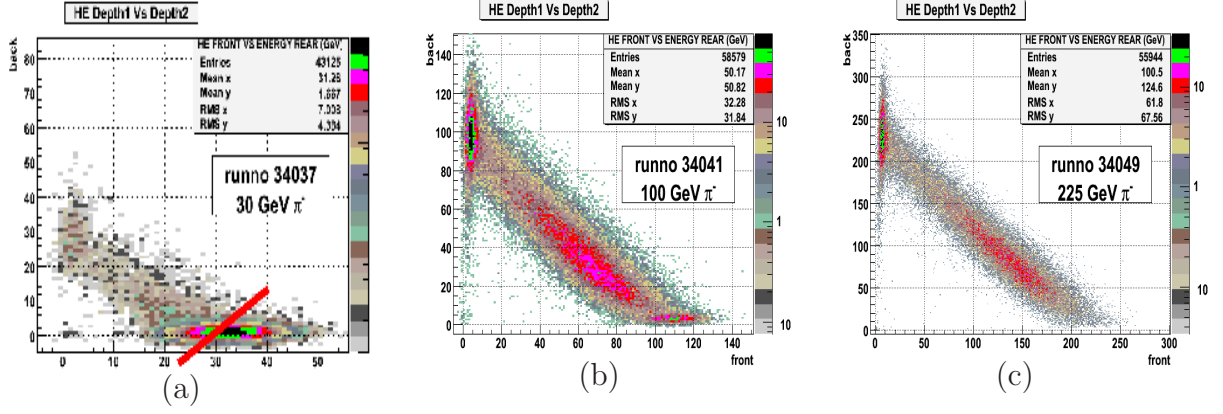 HE Depth1 Vs Depth2
back
HE FRONT VS ENERGY REAR (GeV)
Entries 43125
Mean x 31.26
Mean y
RMS x
RMS y
80
70
60
50
40
30
20
10
0
runno 34037
30 GeV π-
0 10 20 30 40 50
(a)
HE Depth1 Vs Depth2
back
HE FRONT VS ENERGY REAR (GeV)
Entries 58579
Mean x 50.17
Mean y 50.82
RMS x 32.28
RMS y 31.84
140
120
100
80
60
40
20
0
10
1
10
runno 34041
100 GeV π-
0 20 40 60 80 100 120 140
front
(b)
HE Depth1 Vs Depth2
back
HE FRONT VS ENERGY REAR (GeV)
Entries 55944
Mean x 100.5
Mean y 124.6
RMS x 61.8
RMS y 67.56
350
300
250
200
150
100
50
0
10
1
10
runno 34049
225 GeV π-
0 50 100 150 200 250 300
front
(c)